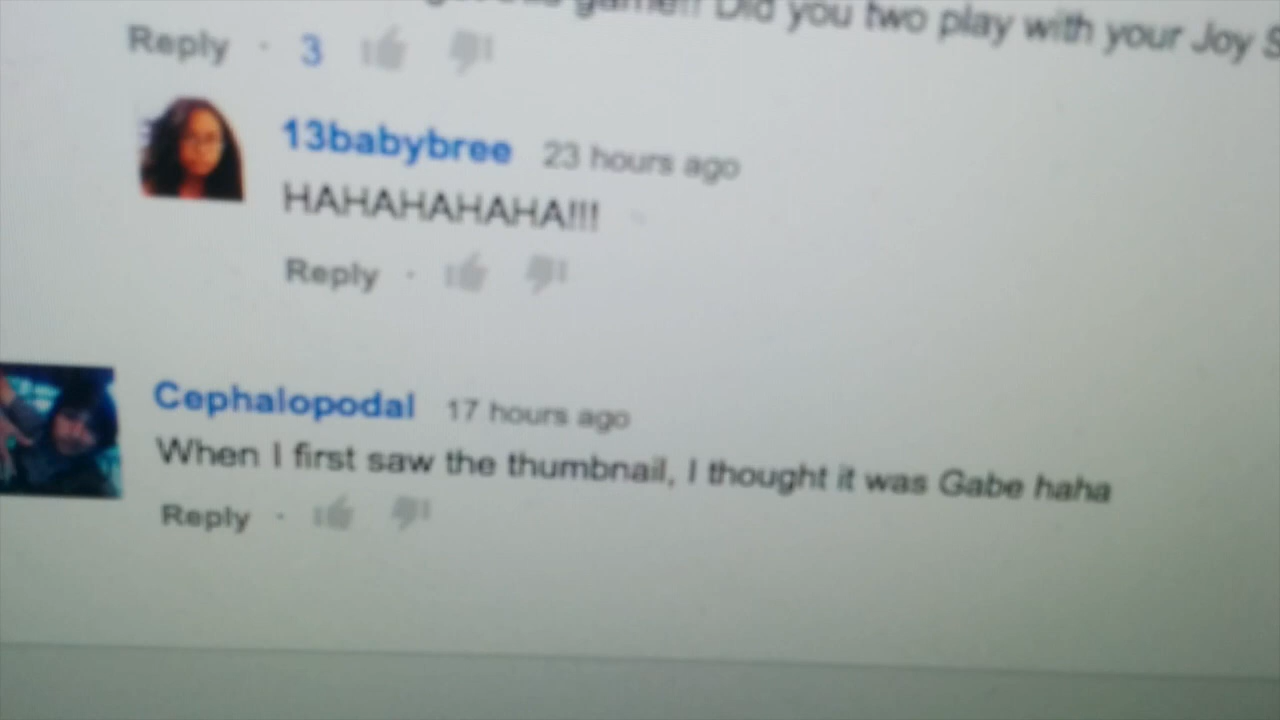 game!! Did you two play with your Joy S
Reply · 3
13babybree 23 hours ago
HAHAHAHAHA!!!
Reply ·
Cephalopodal 17 hours ago
When I first saw the thumbnail, I thought it was Gabe haha
Reply ·